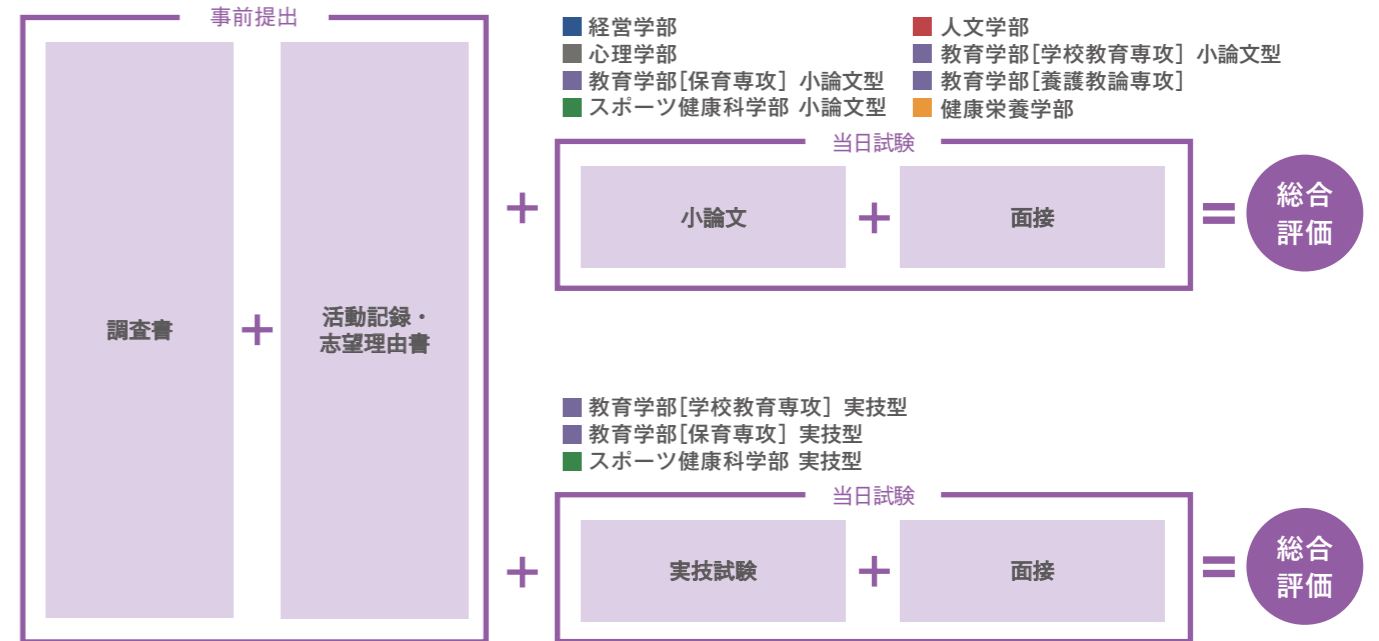 事前提出
調査書
+
活動記録・
志望理由書
■ 経営学部
■ 心理学部
■ 教育学部[保育専攻] 小論文型
■ スポーツ健康科学部 小論文型
■ 人文学部
■ 教育学部[学校教育専攻] 小論文型
■ 教育学部[養護教諭専攻]
■ 健康栄養学部
+
当日試験
小論文
+
面接
=
総合
評価
■ 教育学部[学校教育専攻] 実技型
■ 教育学部[保育専攻] 実技型
■ スポーツ健康科学部 実技型
+
当日試験
実技試験
+
面接
=
総合
評価